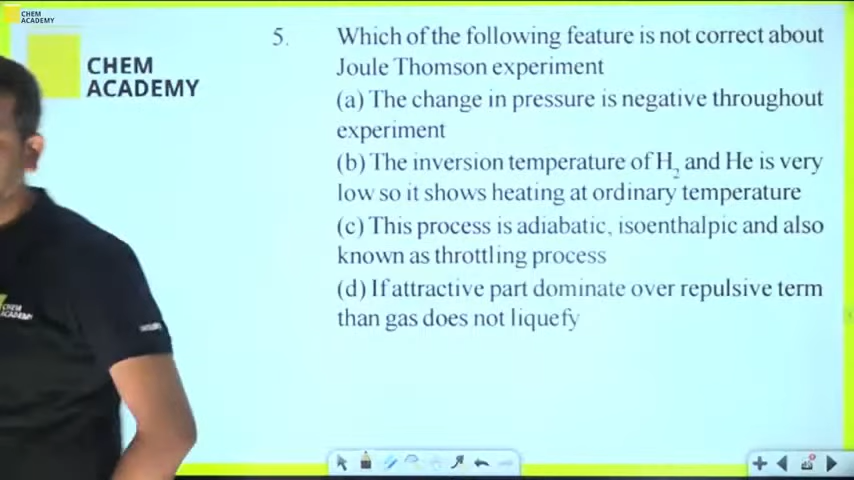 CHEM
ACADEMY
CHEM
ACADEMY
5. Which of the following feature is not correct about
Joule Thomson experiment
(a) The change in pressure is negative throughout
experiment
(b) The inversion temperature of H₂ and He is very
low so it shows heating at ordinary temperature
(c) This process is adiabatic, isoenthalpic and also
known as throttling process
(d) If attractive part dominate over repulsive term
than gas does not liquefy
CHEM
ACADEMY